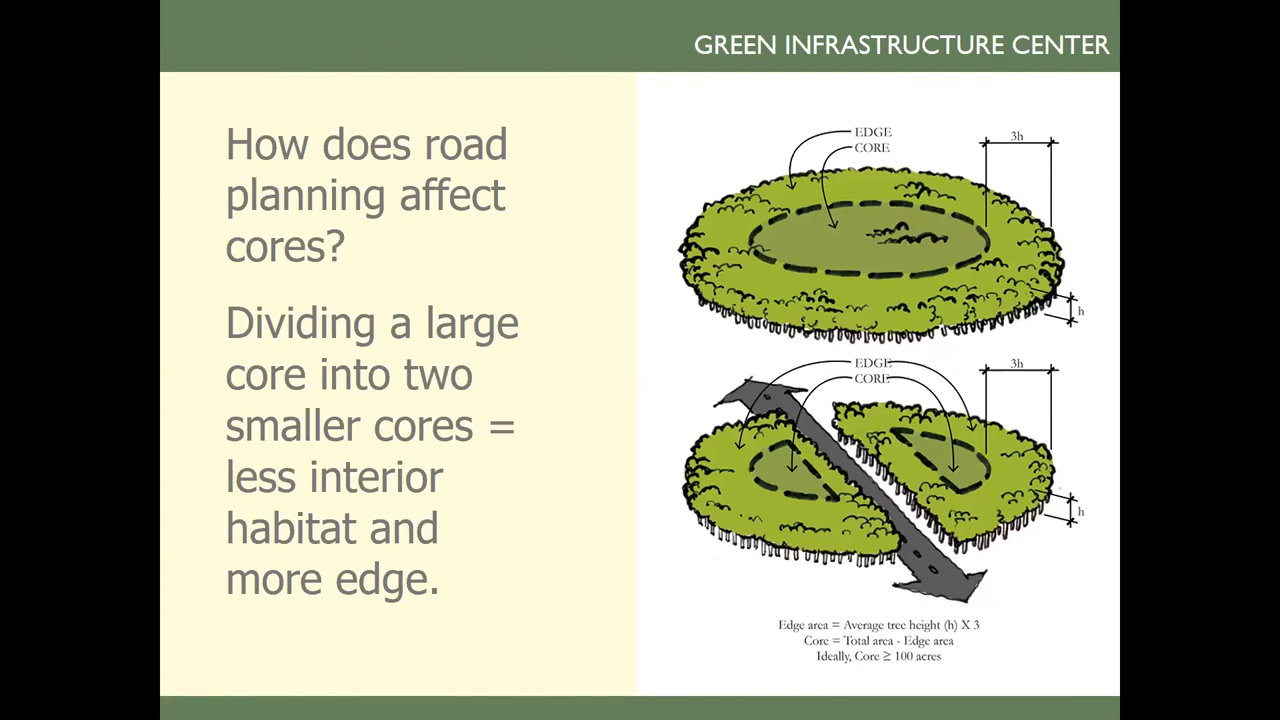 GREEN INFRASTRUCTURE CENTER
How does road
planning affect
cores?
Dividing a large
core into two
smaller cores =
less interior
habitat and
more edge.
EDGE
CORE
3h
h
EDGE
CORE
3h
h
Edge area = Average tree height (h) X 3
Core = Total area - Edge area
Ideally, Core ≥ 100 acres